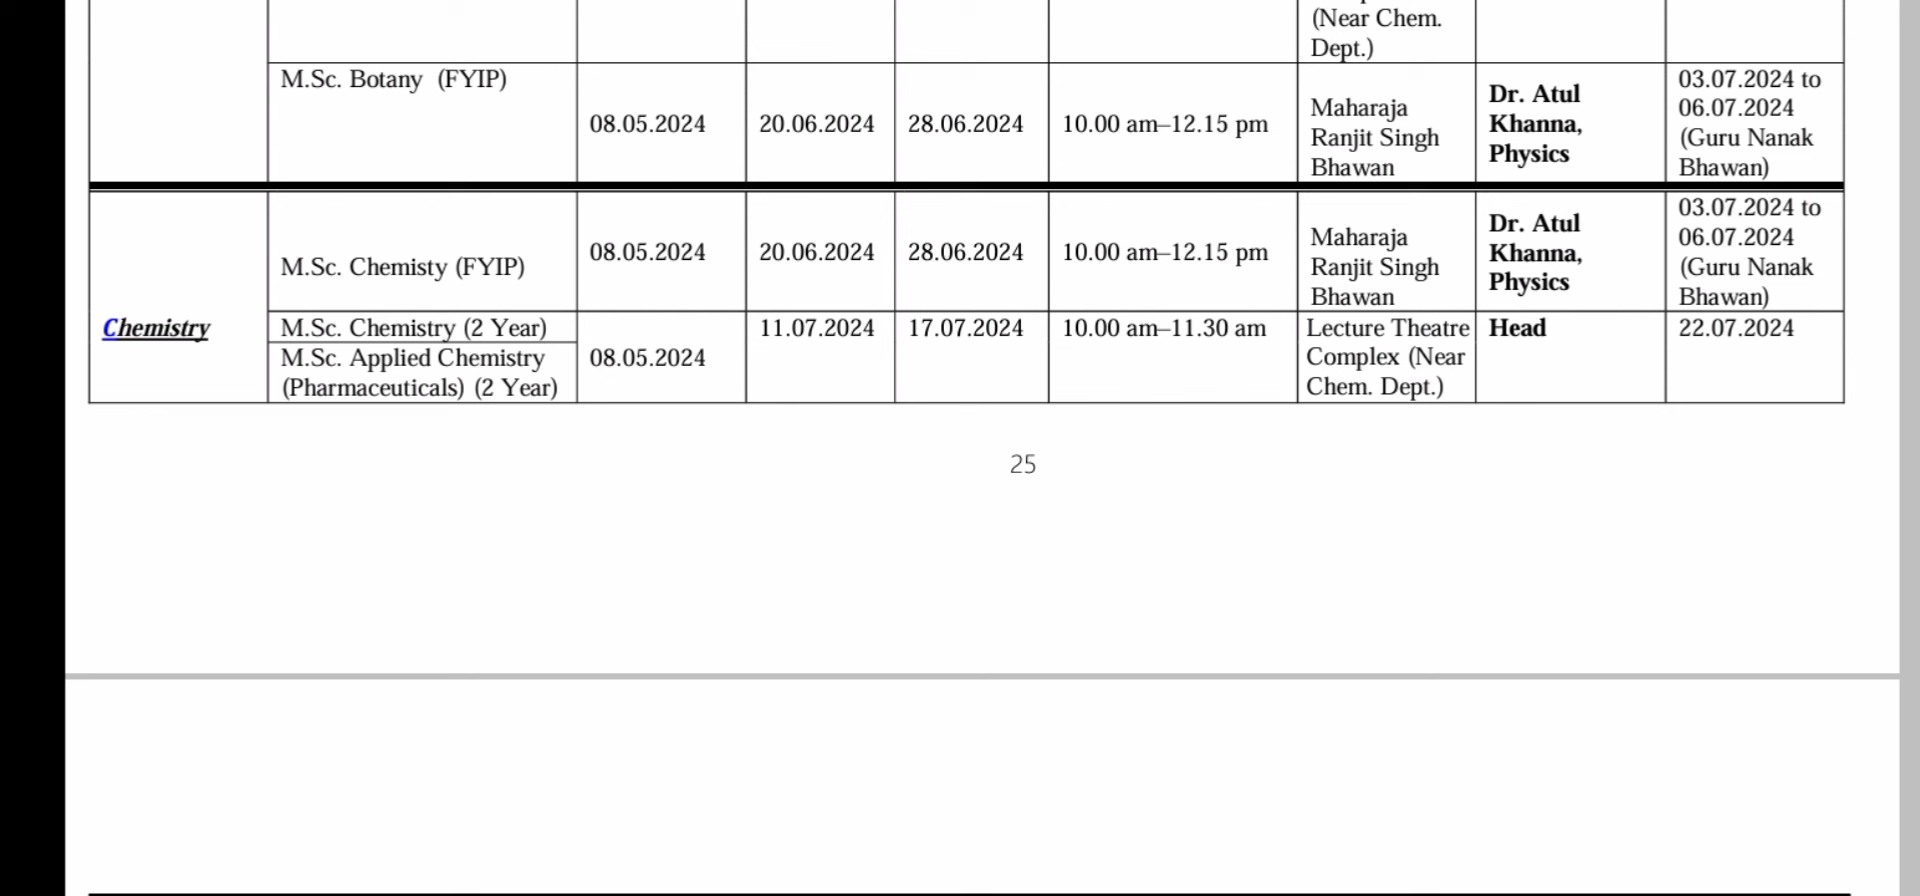 (Near Chem.
Dept.)
M.Sc. Botany (FYIP)
08.05.2024
20.06.2024
28.06.2024
10.00 am–12.15 pm
Maharaja
Ranjit Singh
Bhawan
Dr. Atul
Khanna,
Physics
03.07.2024 to
06.07.2024
(Guru Nanak
Bhawan)
Chemistry
M.Sc. Chemisty (FYIP)
08.05.2024
20.06.2024
28.06.2024
10.00 am–12.15 pm
Maharaja
Ranjit Singh
Bhawan
Dr. Atul
Khanna,
Physics
03.07.2024 to
06.07.2024
(Guru Nanak
Bhawan)
M.Sc. Chemistry (2 Year)
M.Sc. Applied Chemistry
(Pharmaceuticals) (2 Year)
08.05.2024
11.07.2024
17.07.2024
10.00 am–11.30 am
Lecture Theatre
Complex (Near
Chem. Dept.)
Head
22.07.2024
25